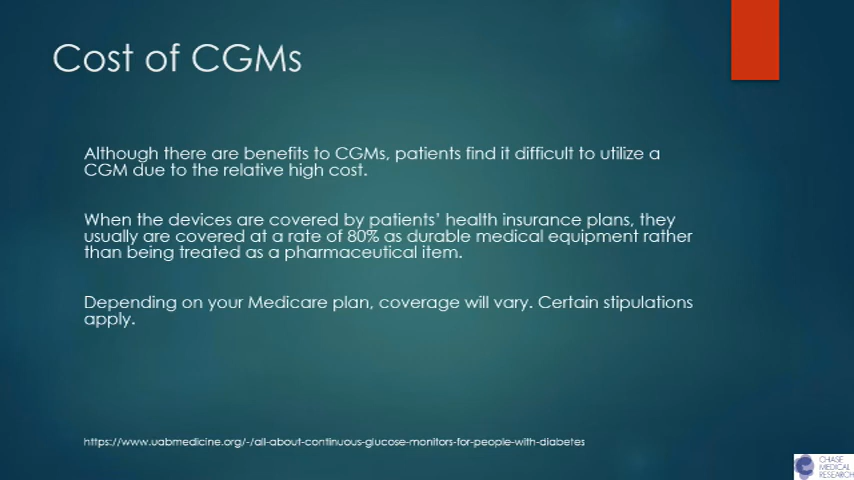 Cost of CGMs
Although there are benefits to CGMs, patients find it difficult to utilize a
CGM due to the relative high cost.
When the devices are covered by patients' health insurance plans, they
usually are covered at a rate of 80% as durable medical equipment rather
than being treated as a pharmaceutical item.
Depending on your Medicare plan, coverage will vary. Certain stipulations
apply.
https://www.uabmedicine.org/-/all-about-continuous-glucose-monitors-for-people-with-diabetes
CHASE
MEDICAL
RESEARCH